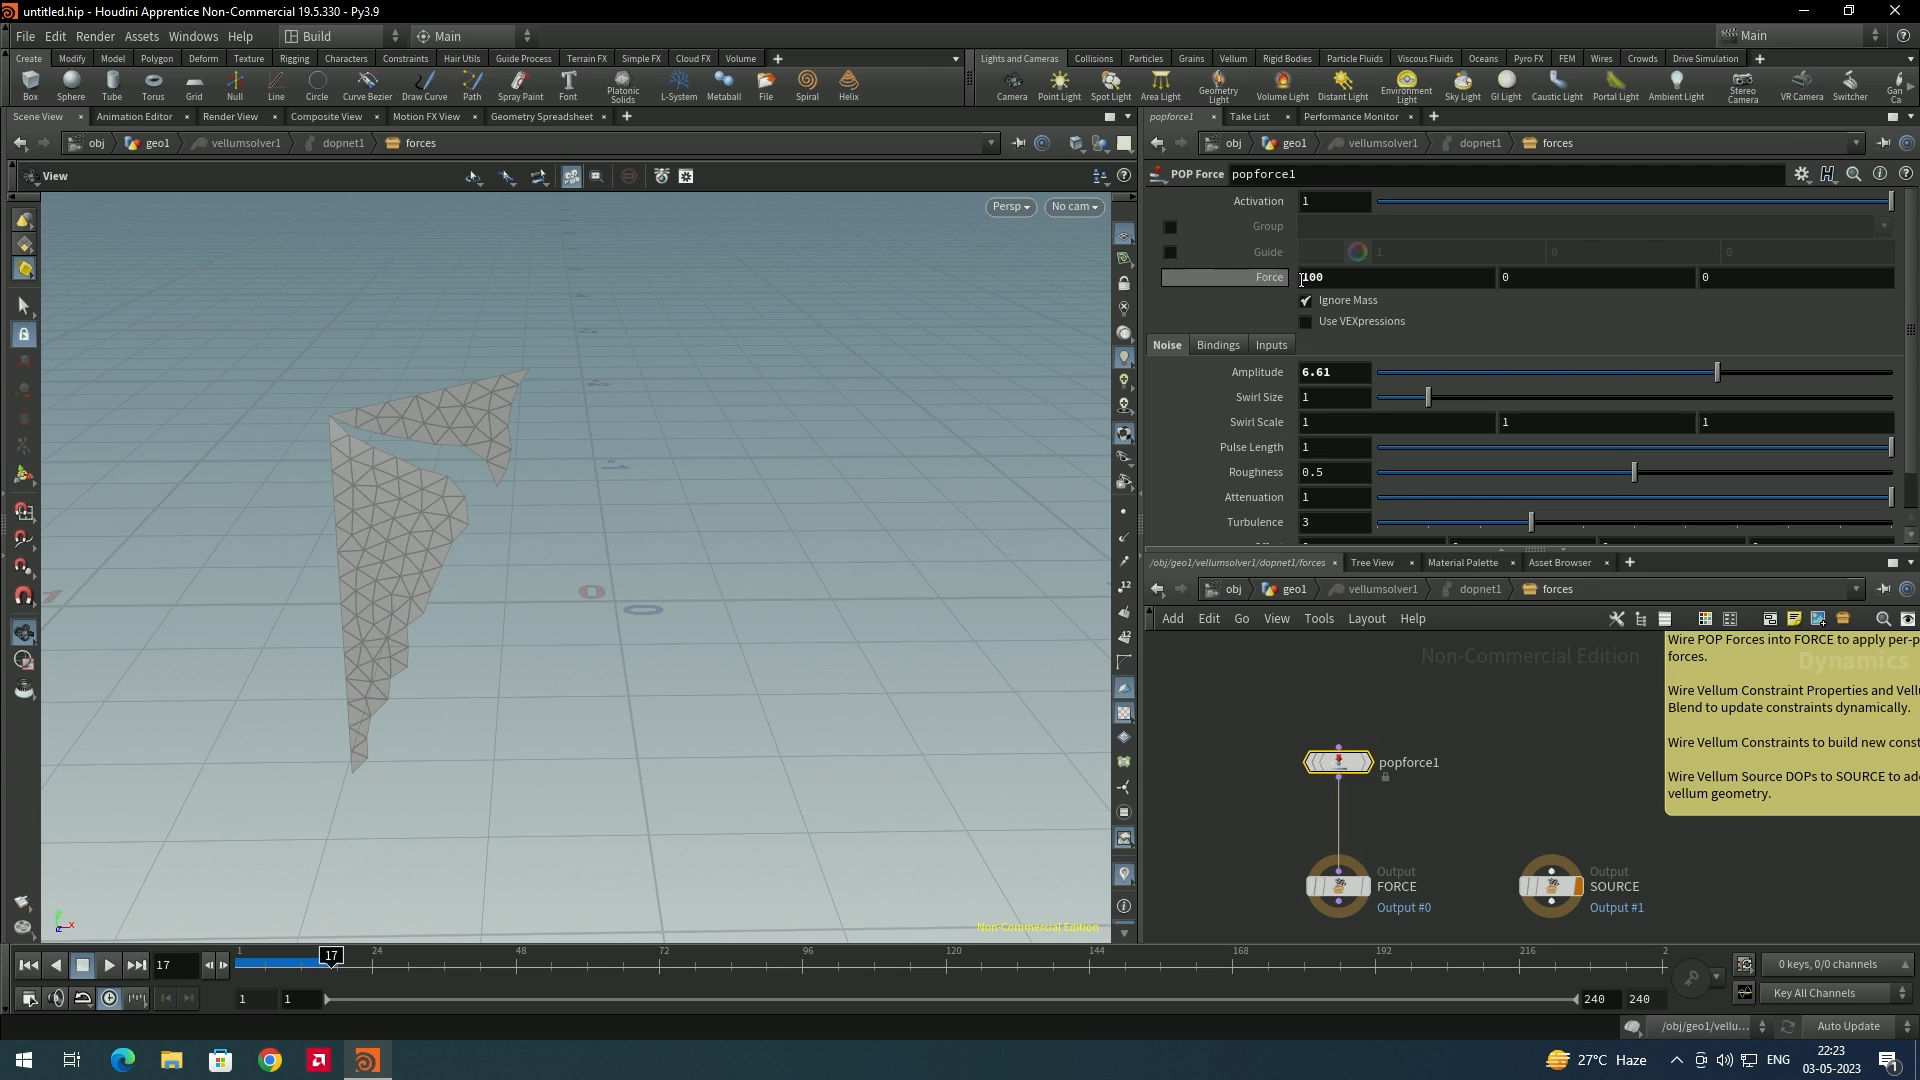 untitled.hip - Houdini Apprentice Non-Commercial 19.5.330 - Py3.9
File Edit Render Assets Windows Help Build Main Main
Create Modify Model Polygon Deform Texture Rigging Characters Constraints Hair Utils Guide Process Terrain FX Simple FX Cloud FX Volume
Lights and Cameras Collisions Particles Grains Vellum Rigid Bodies Particle Fluids Viscous Fluids Oceans Pyro FX FEM Wires Crowds Drive Simulation
Box Sphere Tube Torus Grid Null Line Circle Curve Bezier Draw Curve Path Spray Paint Font Platonic Solids L-System Metaball File Spiral Helix
Camera Point Light Spot Light Area Light Geometry Light Volume Light Distant Light Environment Light Sky Light GI Light Caustic Light Portal Light Ambient Light Stereo Camera VR Camera Switcher Gan Ca
Scene View Animation Editor Render View Composite View Motion FX View Geometry Spreadsheet
obj geo1 vellumsolver1 dopnet1 forces
View
Persp No cam
0
Non-Commercial Edition
popforce1 Take List Performance Monitor
obj geo1 vellumsolver1 dopnet1 forces
POP Force popforce1
Activation 1
Group
Guide 1 0 0
Force 100 0 0
Ignore Mass
Use VEXpressions
Noise Bindings Inputs
Amplitude 6.61
Swirl Size 1
Swirl Scale 1 1 1
Pulse Length 1
Roughness 0.5
Attenuation 1
Turbulence 3
/obj/geo1/vellumsolver1/dopnet1/forces Tree View Material Palette Asset Browser
obj geo1 vellumsolver1 dopnet1 forces
Add Edit Go View Tools Layout Help
Non-Commercial Edition
Dynamics
Wire POP Forces into FORCE to apply per-p
forces.
Wire Vellum Constraint Properties and Vell
Blend to update constraints dynamically.
Wire Vellum Constraints to build new const
Wire Vellum Source DOPs to SOURCE to ad
vellum geometry.
popforce1
Output
FORCE
Output #0
Output
SOURCE
Output #1
17 1 17 24 48 72 96 120 144 168 192 216 2
1 1 240 240
0 keys, 0/0 channels
Key All Channels
/obj/geo1/vellu... Auto Update
27°C Haze ENG 22:23
03-05-2023
1